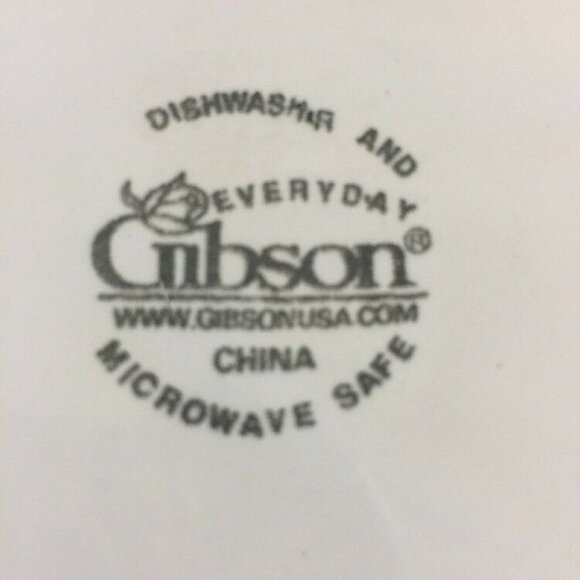 DISHWASHER AND
EVERYDAY
Gibson®
WWW.GIBSONUSA.COM
CHINA
MICROWAVE SAFE